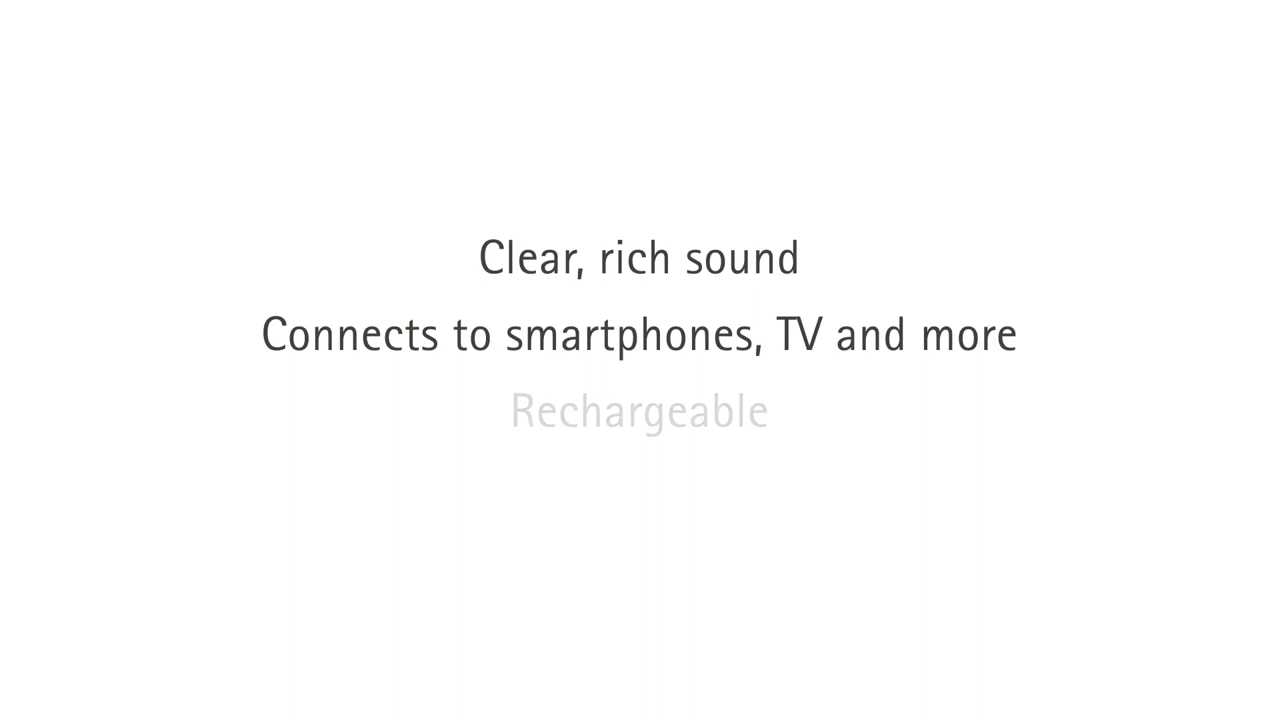 Clear, rich sound
Connects to smartphones, TV and more
Rechargeable